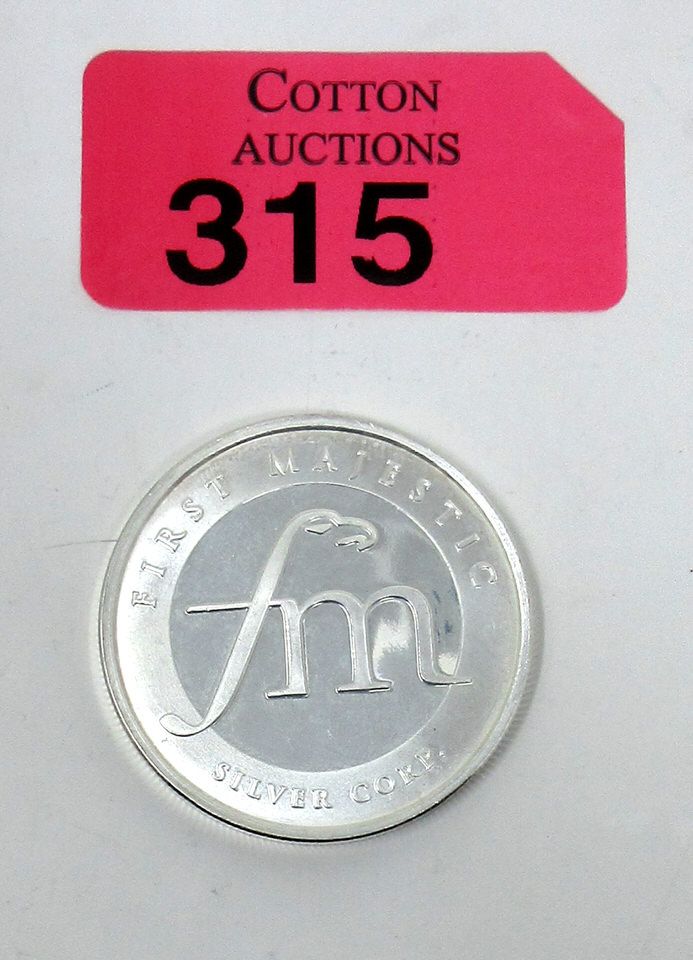 COTTON
AUCTIONS
315
FIRST MAJESTIC
fm
SILVER CORP.